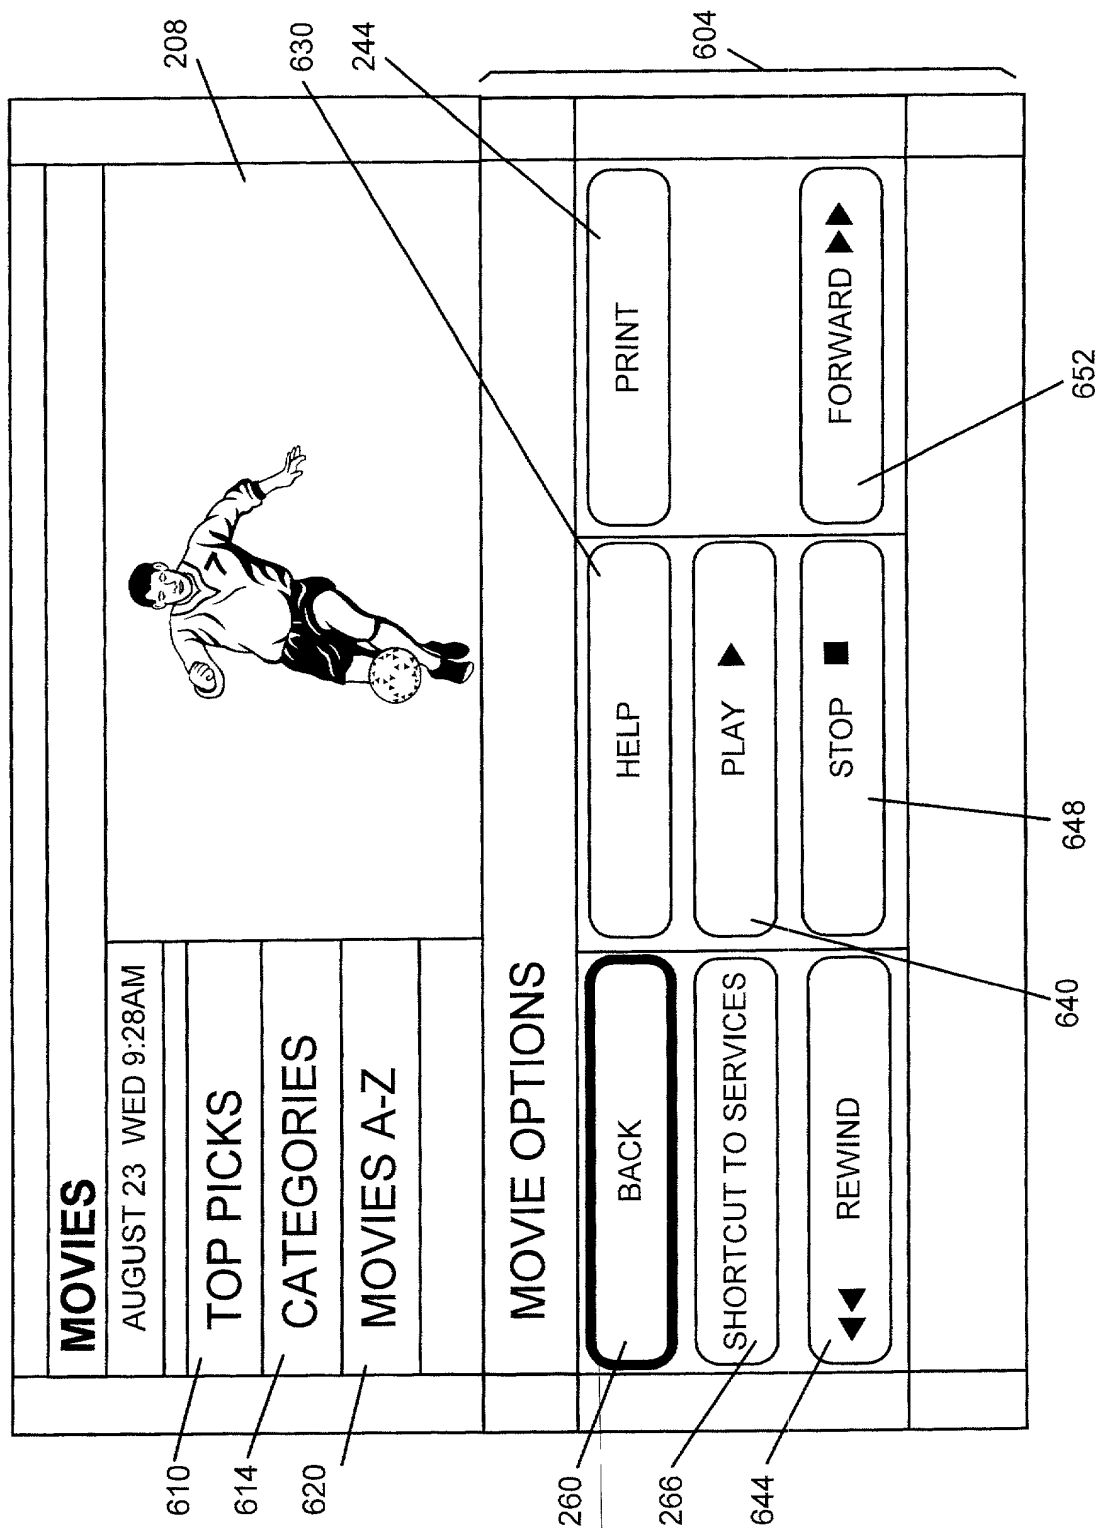 208
630
244
604
MOVIES
AUGUST 23 WED 9:28AM
TOP PICKS
CATEGORIES
MOVIES A-Z
610
614
620
MOVIE OPTIONS
BACK
HELP
PRINT
SHORTCUT TO SERVICES
PLAY ▶
◀◀ REWIND
STOP ■
FORWARD ▶▶
260
266
644
640
648
652